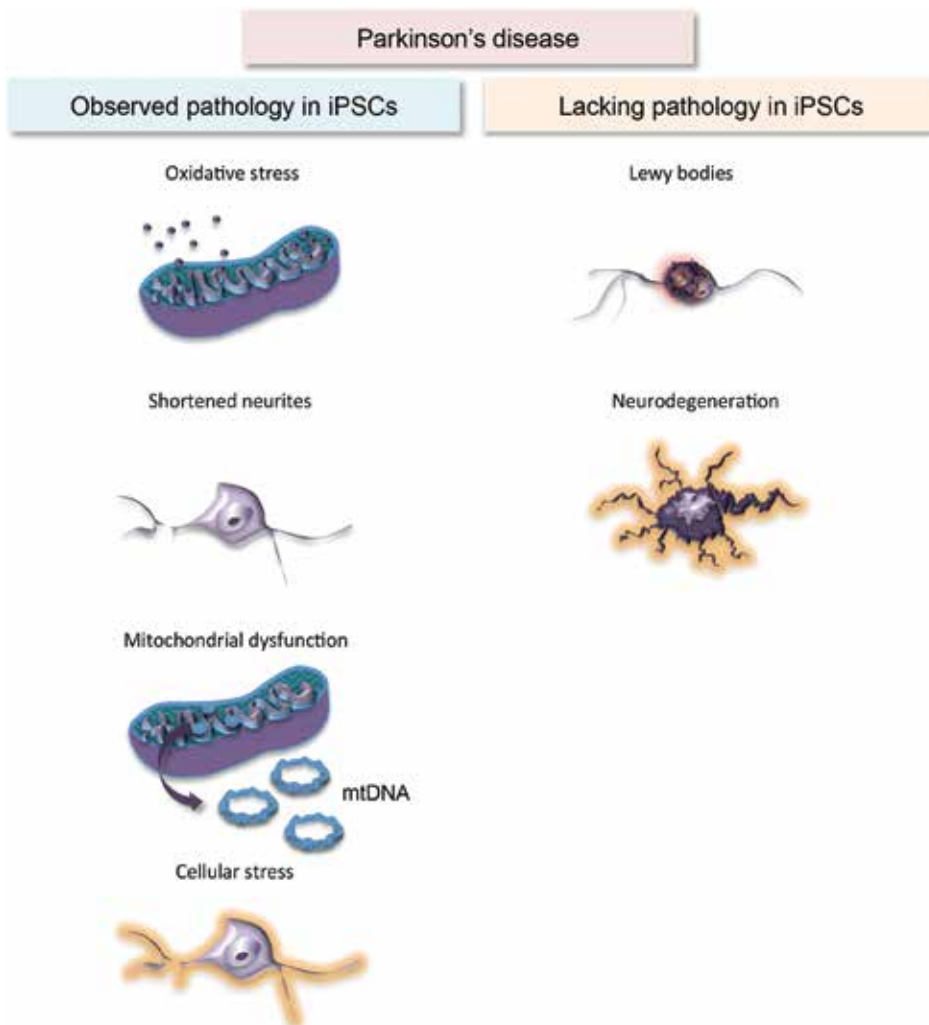 Parkinson's disease
Observed pathology in iPSCs
Lacking pathology in iPSCs
Oxidative stress
Lewy bodies
Shortened neurites
Neurodegeneration
Mitochondrial dysfunction
mtDNA
Cellular stress